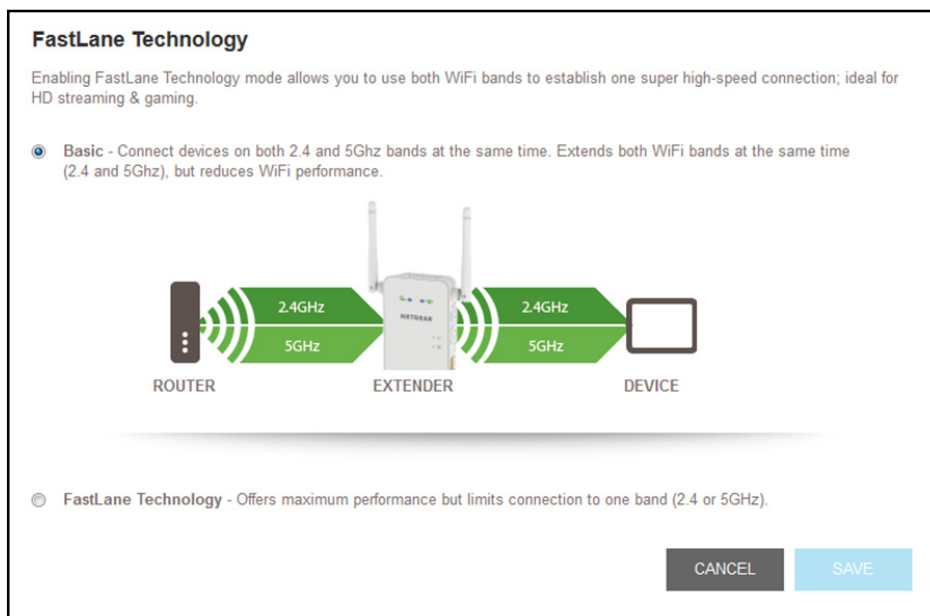 FastLane Technology
Enabling FastLane Technology mode allows you to use both WiFi bands to establish one super high-speed connection; ideal for
HD streaming & gaming.
Basic - Connect devices on both 2.4 and 5Ghz bands at the same time. Extends both WiFi bands at the same time
(2.4 and 5Ghz), but reduces WiFi performance.
2.4GHz
5GHz
NETGEAR
2.4GHz
5GHz
ROUTER
EXTENDER
DEVICE
FastLane Technology - Offers maximum performance but limits connection to one band (2.4 or 5GHz).
CANCEL
SAVE